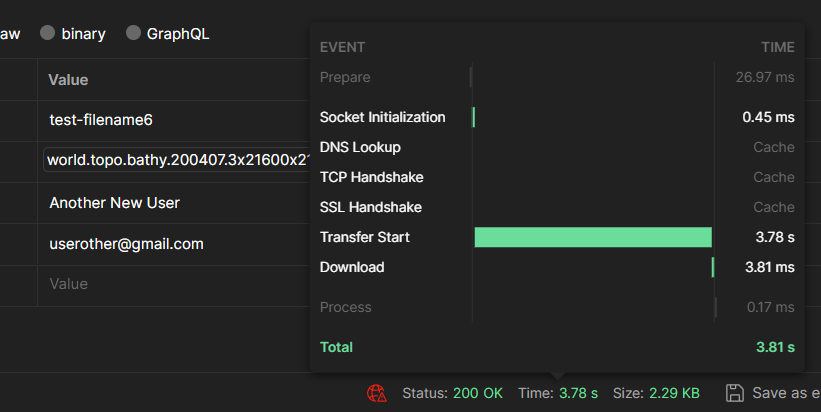 aw binary GraphQL
Value
test-filename6
world.topo.bathy.200407.3x21600x21
Another New User
userother@gmail.com
Value
EVENT TIME
Prepare 26.97 ms
Socket Initialization 0.45 ms
DNS Lookup Cache
TCP Handshake Cache
SSL Handshake Cache
Transfer Start 3.78 s
Download 3.81 ms
Process 0.17 ms
Total 3.81 s
Status: 200 OK Time: 3.78 s Size: 2.29 KB Save as e